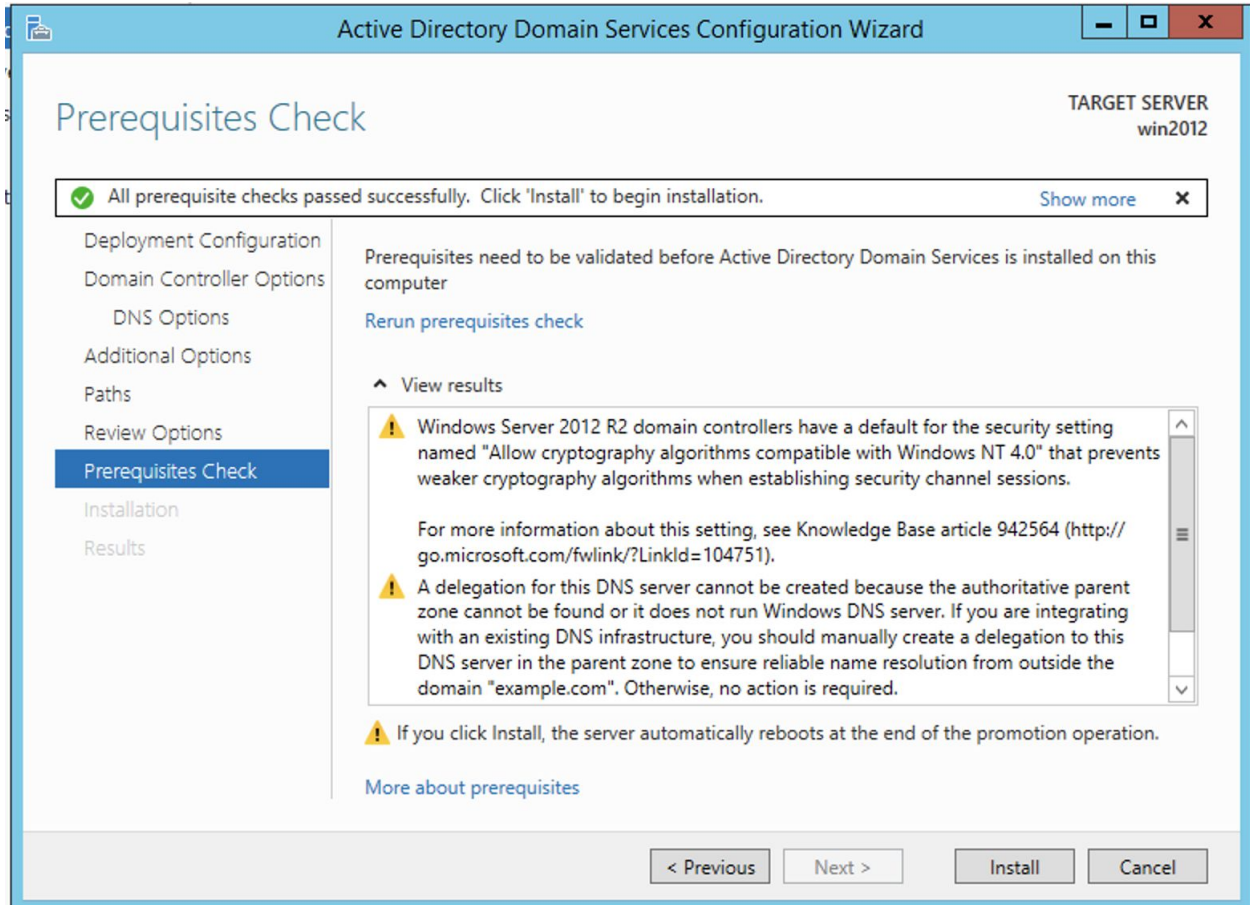 Active Directory Domain Services Configuration Wizard
Prerequisites Check
TARGET SERVER
win2012
All prerequisite checks passed successfully. Click 'Install' to begin installation.
Show more
Deployment Configuration
Domain Controller Options
DNS Options
Additional Options
Paths
Review Options
Prerequisites Check
Installation
Results
Prerequisites need to be validated before Active Directory Domain Services is installed on this
computer
Rerun prerequisites check
View results
Windows Server 2012 R2 domain controllers have a default for the security setting
named "Allow cryptography algorithms compatible with Windows NT 4.0" that prevents
weaker cryptography algorithms when establishing security channel sessions.
For more information about this setting, see Knowledge Base article 942564 (http://
go.microsoft.com/fwlink/?LinkId=104751).
A delegation for this DNS server cannot be created because the authoritative parent
zone cannot be found or it does not run Windows DNS server. If you are integrating
with an existing DNS infrastructure, you should manually create a delegation to this
DNS server in the parent zone to ensure reliable name resolution from outside the
domain "example.com". Otherwise, no action is required.
If you click Install, the server automatically reboots at the end of the promotion operation.
More about prerequisites
< Previous
Next >
Install
Cancel